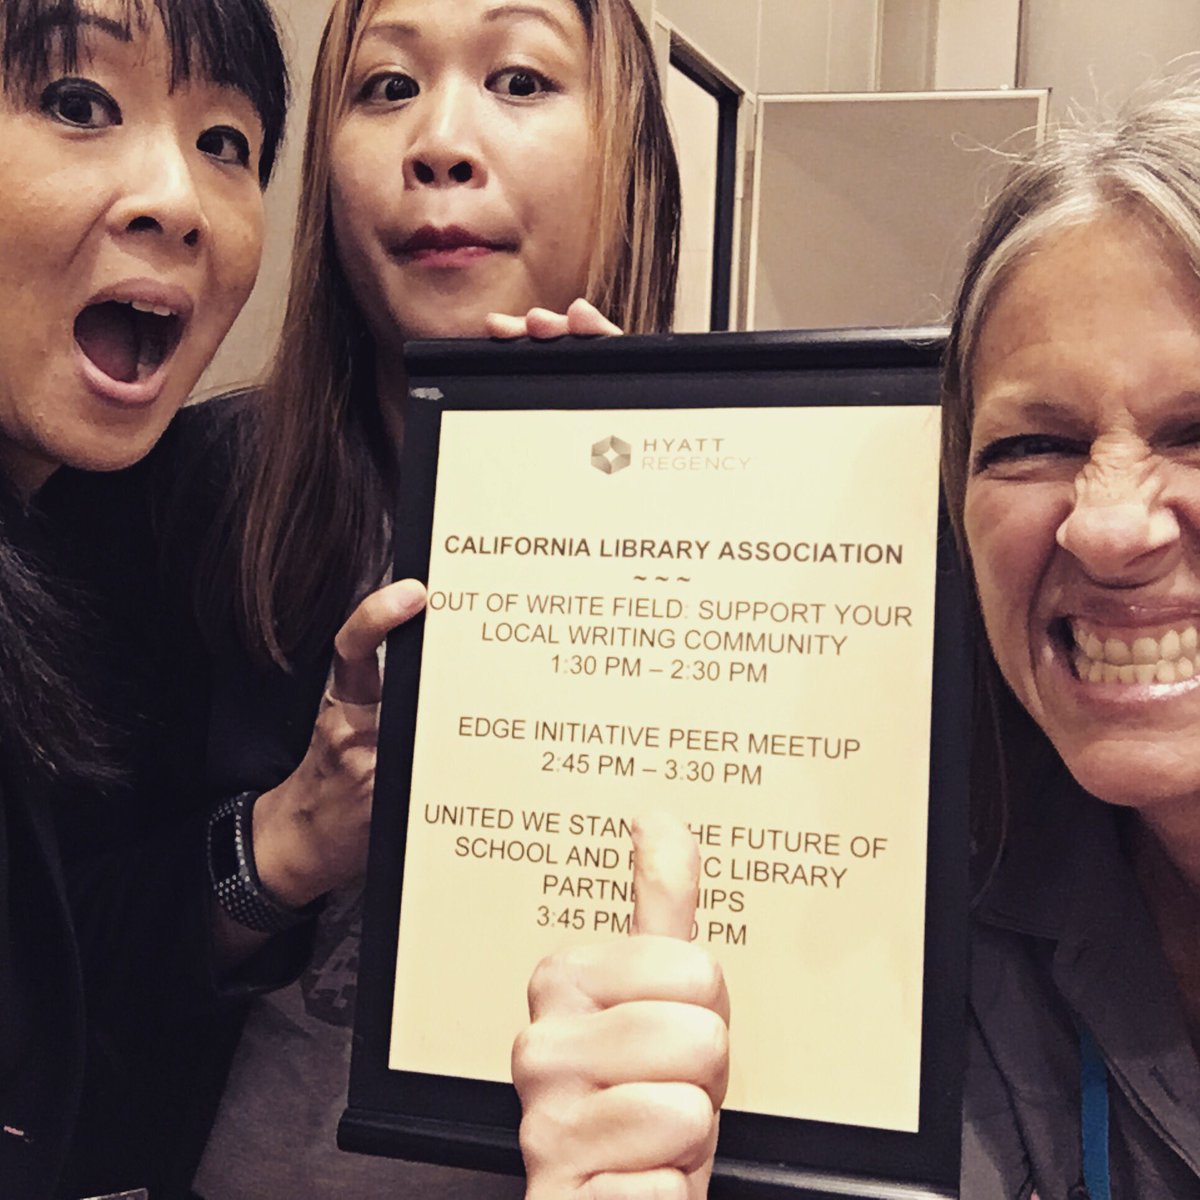 HYATT
REGENCY
CALIFORNIA LIBRARY ASSOCIATION
~ ~ ~
OUT OF WRITE FIELD: SUPPORT YOUR
LOCAL WRITING COMMUNITY
1:30 PM – 2:30 PM
EDGE INITIATIVE PEER MEETUP
2:45 PM – 3:30 PM
UNITED WE STAN HE FUTURE OF
SCHOOL AND LIBRARY
3:45 PM PM